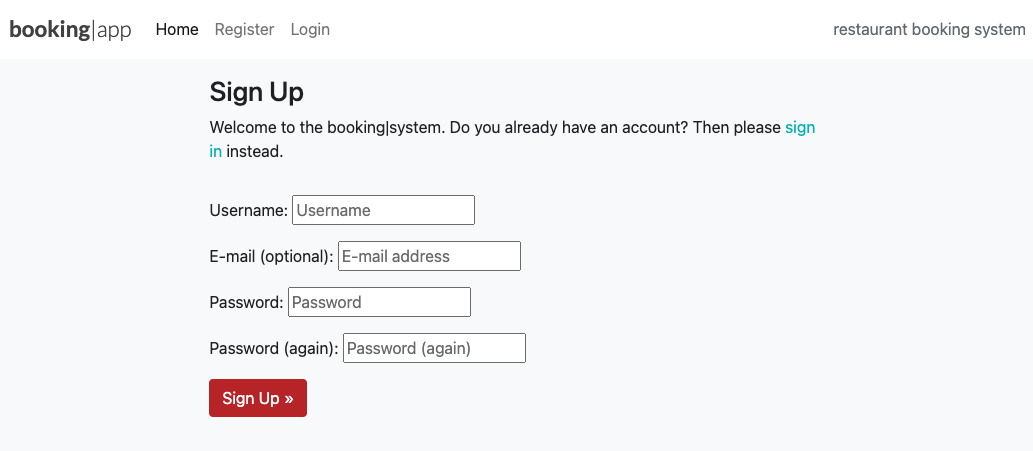 booking|app Home Register Login restaurant booking system
Sign Up
Welcome to the booking|system. Do you already have an account? Then please sign
in instead.
Username: Username
E-mail (optional): E-mail address
Password: Password
Password (again): Password (again)
Sign Up »